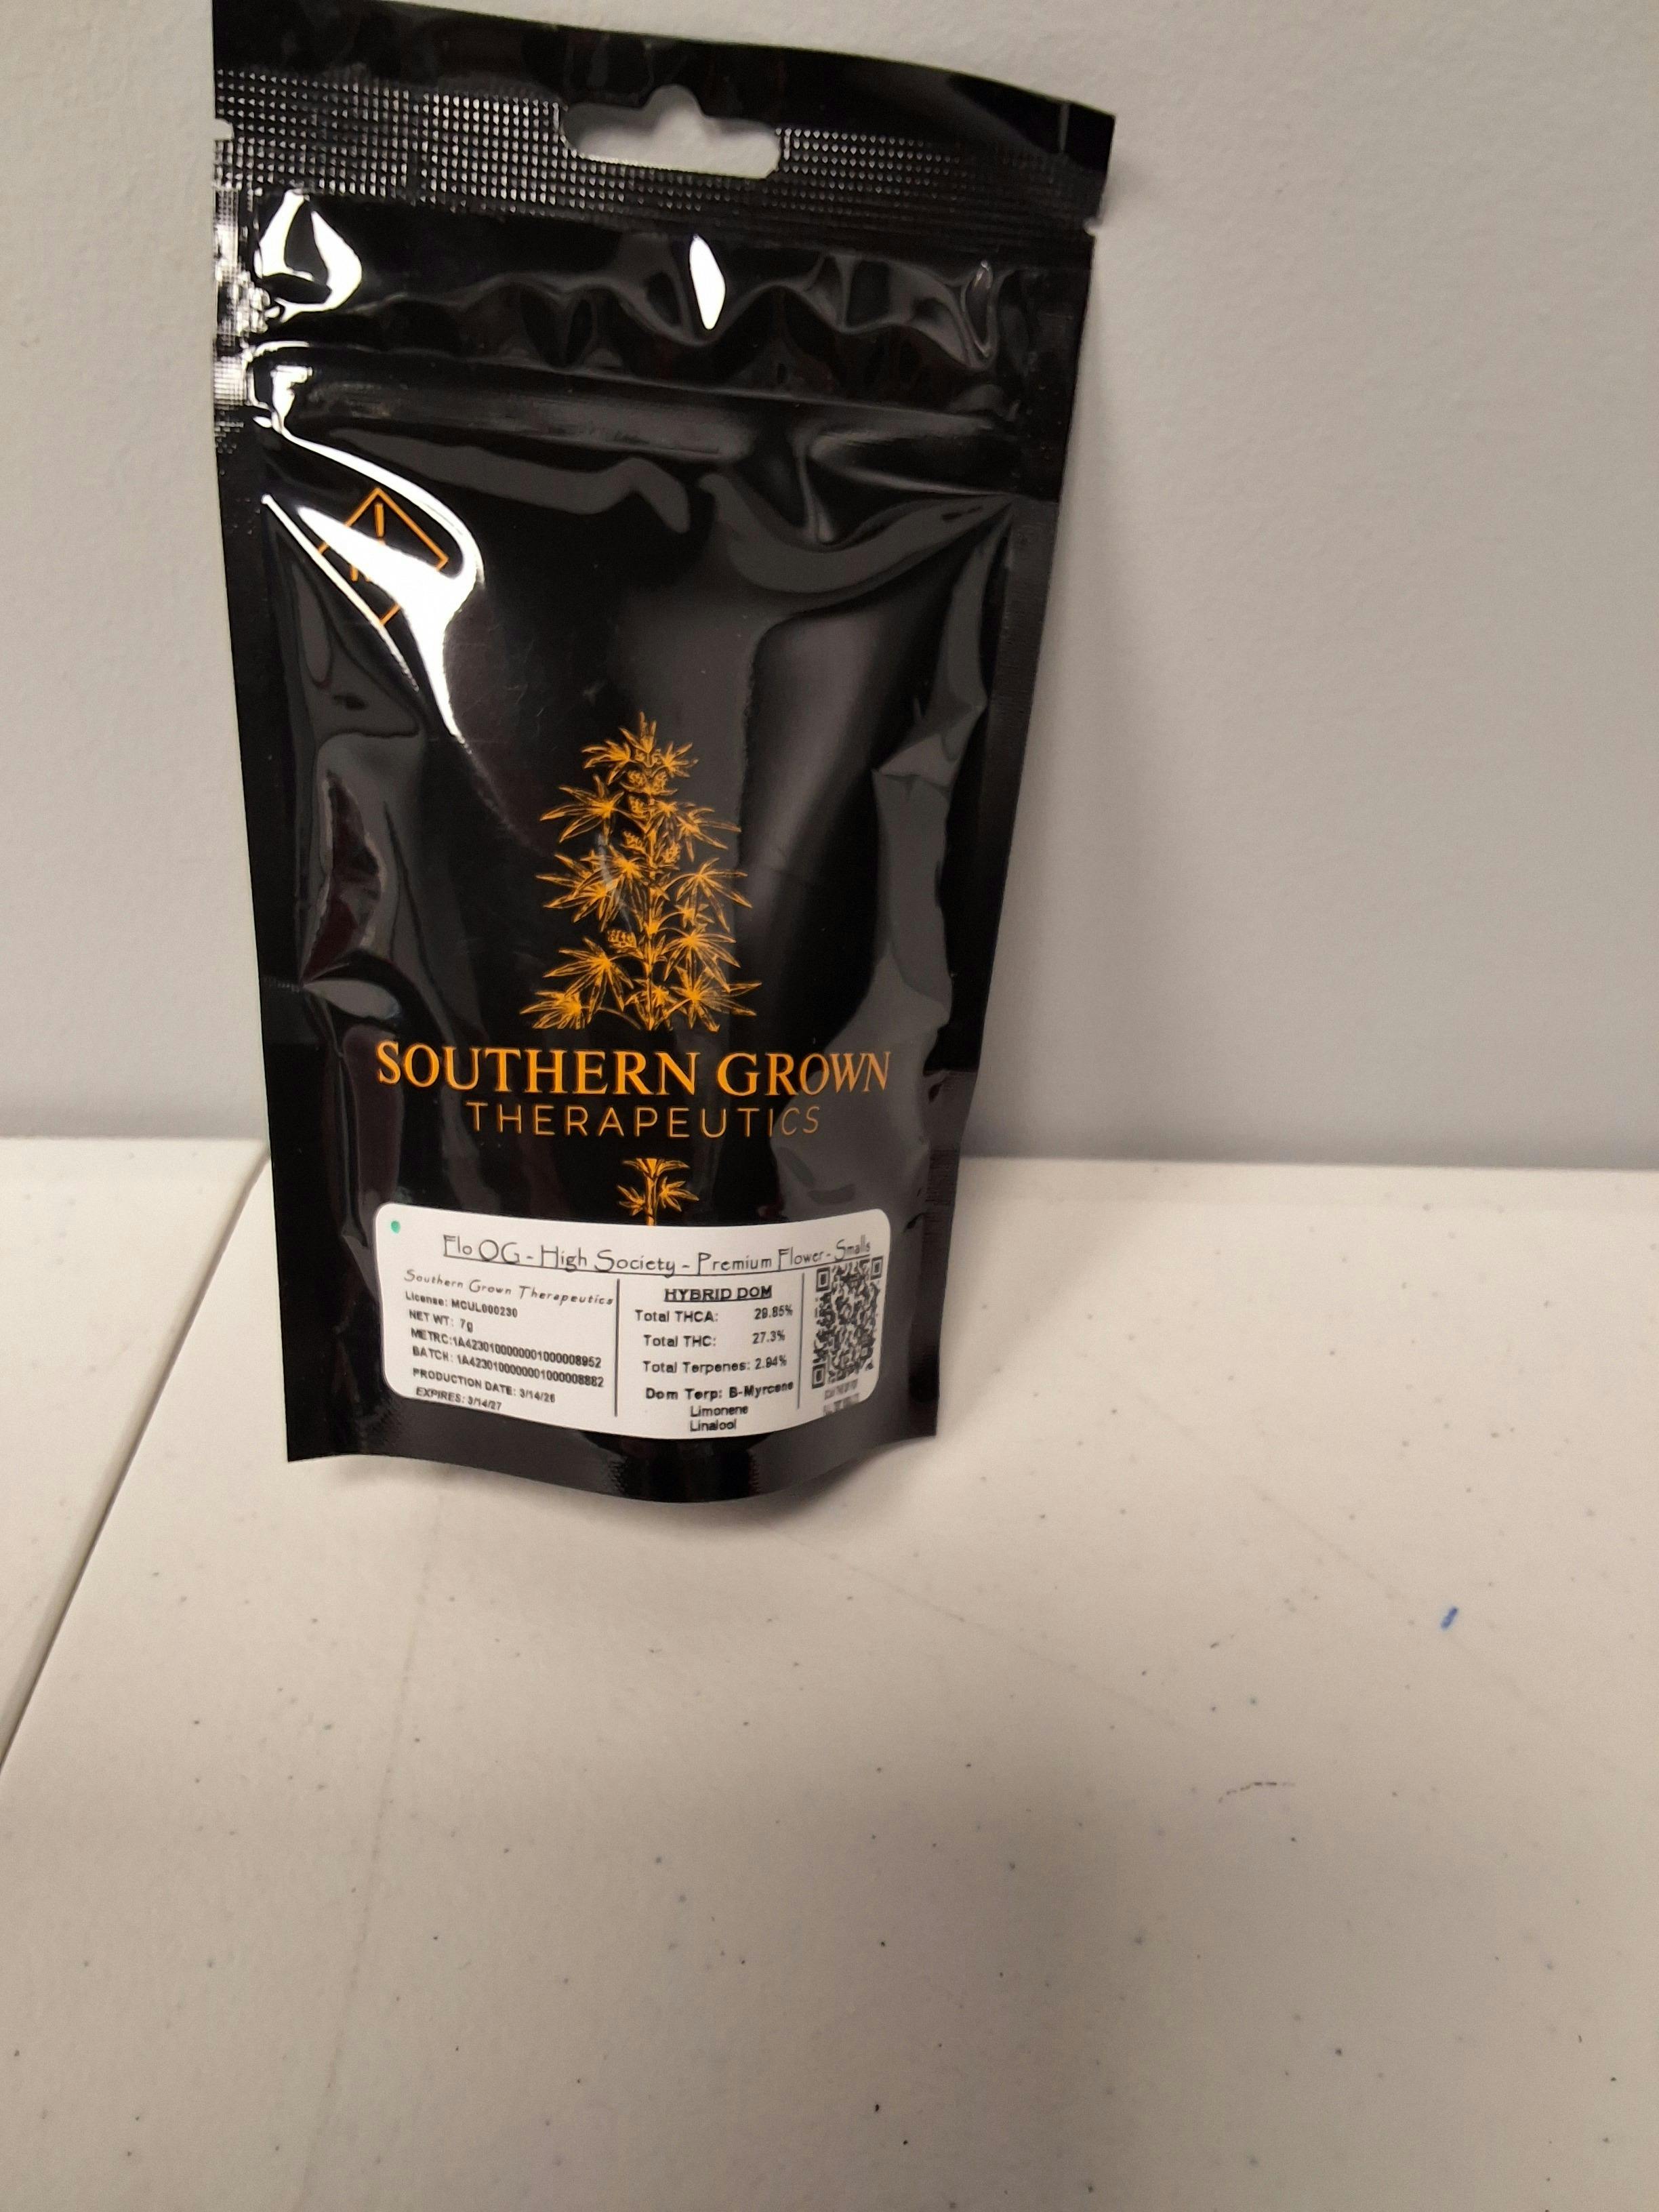 SOUTHERN GROWN
THERAPEUTICS
Flo OG - High Society - Premium Flower - Smalls
Southern Grown Therapeutics
License: MCUL000230
NET WT: 7g
METRC:1A4230100000001000008952
BATCH: 1A4230100000001000008882
PRODUCTION DATE: 3/14/26
EXPIRES: 3/14/27
HYBRID DOM
Total THCA: 29.85%
Total THC: 27.3%
Total Terpenes: 2.94%
Dom Terp: B-Myrcene
Limonene
Linalool